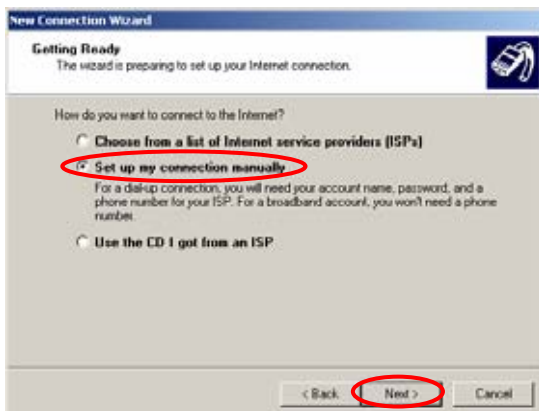 New Connection Wizard
Getting Ready
The wizard is preparing to set up your Internet connection.
How do you want to connect to the Internet?
Choose from a list of Internet service providers (ISPs)
Set up my connection manually
For a dial-up connection, you will need your account name, password, and a
phone number for your ISP. For a broadband account, you won't need a phone
number.
Use the CD I got from an ISP
< Back
Next >
Cancel